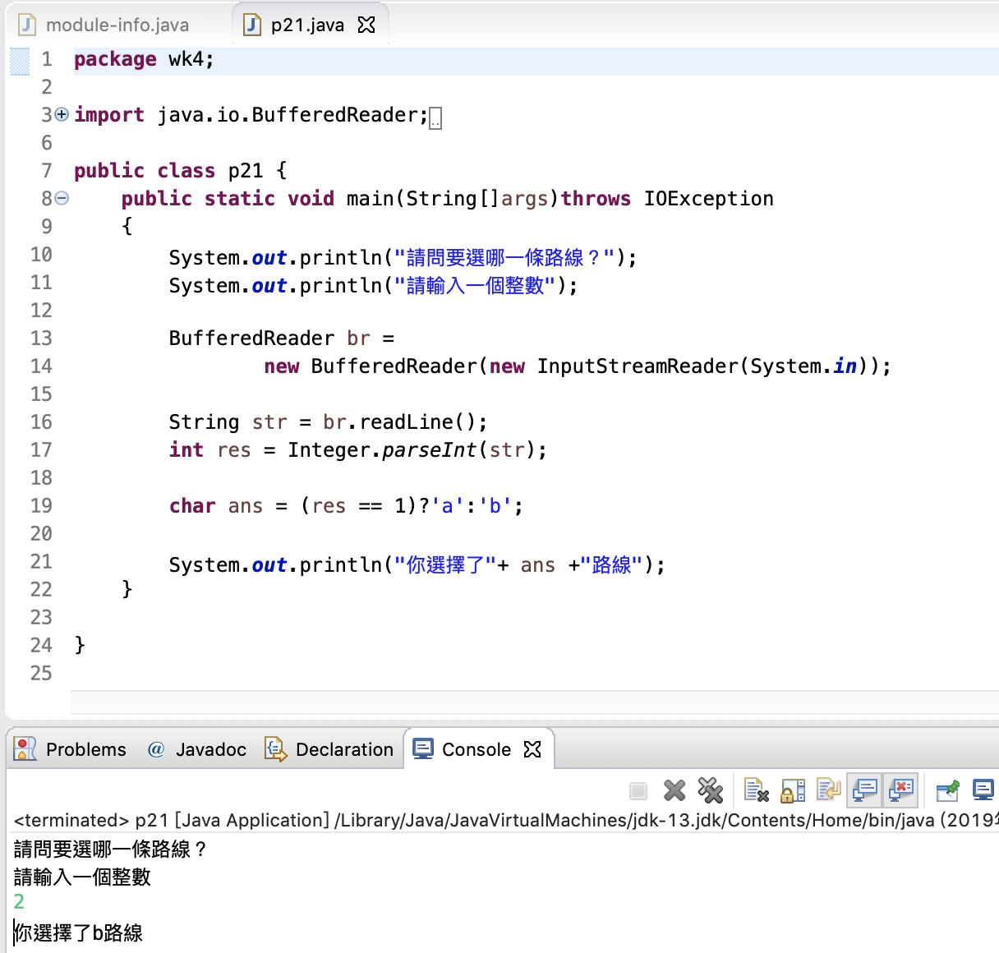 module-info.java p21.java
1 package wk4;
2
3 import java.io.BufferedReader;
6
7 public class p21 {
8 public static void main(String[]args)throws IOException
9 {
10 System.out.println("請問要選哪一條路線？");
11 System.out.println("請輸入一個整數");
12
13 BufferedReader br =
14 new BufferedReader(new InputStreamReader(System.in));
15
16 String str = br.readLine();
17 int res = Integer.parseInt(str);
18
19 char ans = (res == 1)?'a':'b';
20
21 System.out.println("你選擇了"+ ans +"路線");
22 }
23
24 }
25
Problems @ Javadoc Declaration Console
<terminated> p21 [Java Application] /Library/Java/JavaVirtualMachines/jdk-13.jdk/Contents/Home/bin/java (2019年
請問要選哪一條路線？
請輸入一個整數
2
你選擇了b路線